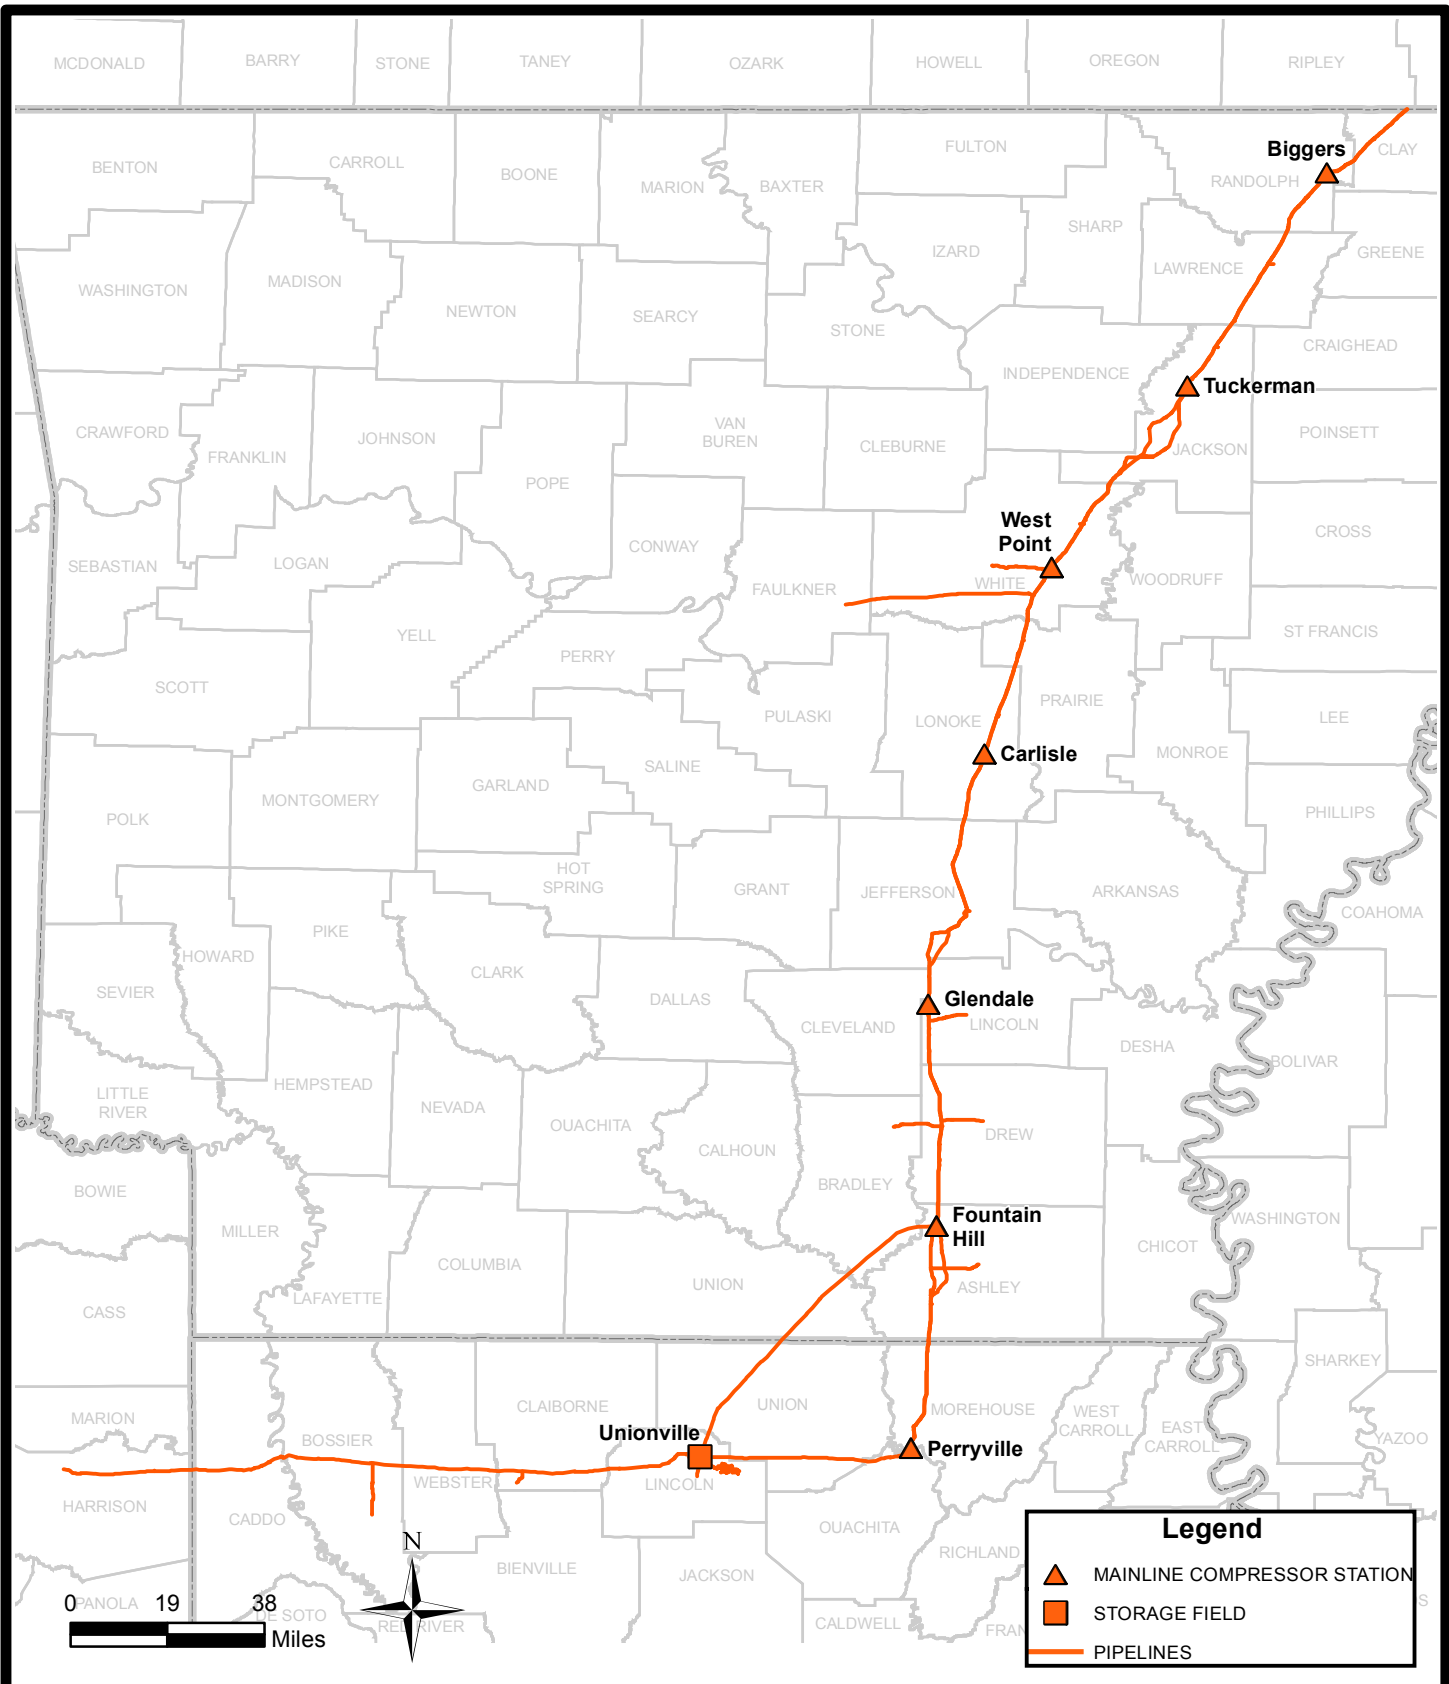 MCDONALD
BARRY
STONE
TANEY
OZARK
HOWELL
OREGON
RIPLEY
BENTON
CARROLL
BOONE
MARION
BAXTER
FULTON
Biggers
RANDOLPH
CLAY
SHARP
IZARD
LAWRENCE
GREENE
WASHINGTON
MADISON
NEWTON
SEARCY
STONE
INDEPENDENCE
CRAIGHEAD
Tuckerman
CRAWFORD
FRANKLIN
JOHNSON
POPE
VAN
BUREN
CLEBURNE
JACKSON
POINSETT
West
Point
SEBASTIAN
LOGAN
CONWAY
FAULKNER
WHITE
WOODRUFF
CROSS
YELL
PERRY
ST FRANCIS
SCOTT
PULASKI
LONOKE
PRAIRIE
LEE
MONROE
Carlisle
POLK
MONTGOMERY
GARLAND
SALINE
PHILLIPS
HOT
SPRING
GRANT
JEFFERSON
ARKANSAS
COAHOMA
HOWARD
PIKE
CLARK
SEVIER
DALLAS
Glendale
CLEVELAND
LINCOLN
DESHA
BOLIVAR
LITTLE
RIVER
HEMPSTEAD
NEVADA
OUACHITA
CALHOUN
DREW
BOWIE
MILLER
BRADLEY
Fountain
Hill
WASHINGTON
CHICOT
COLUMBIA
UNION
ASHLEY
CASS
LAFAYETTE
SHARKEY
MARION
CLAIBORNE
UNION
MOREHOUSE
WEST
CARROLL
EAST
CARROLL
YAZOO
Unionville
Perryville
BOSSIER
WEBSTER
LINCOLN
HARRISON
CADDO
OUACHITA
RICHLAND
BIENVILLE
JACKSON
CALDWELL
FRAN
PANOLA
DE SOTO
RED RIVER
N
0 19 38
Miles
Legend
MAINLINE COMPRESSOR STATION
STORAGE FIELD
PIPELINES
S